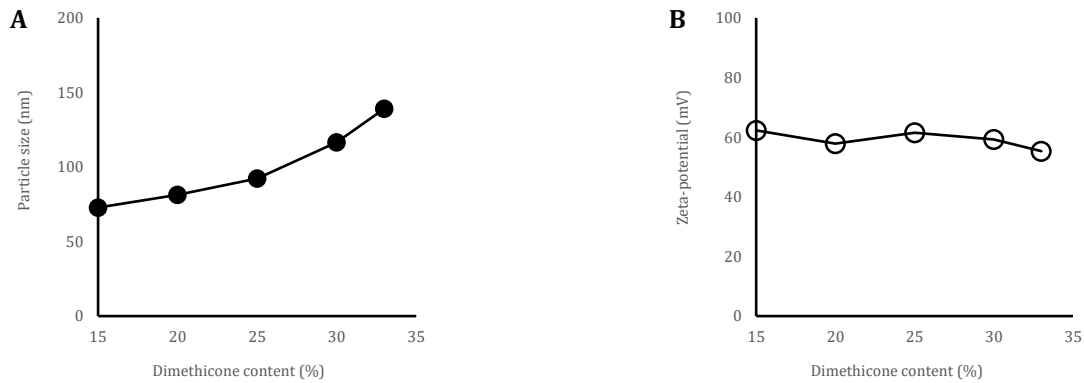 A
Particle size (nm)
200
150
100
50
0
15 20 25 30 35
Dimethicone content (%)
B
Zeta-potential (mV)
100
80
60
40
20
0
15 20 25 30 35
Dimethicone content (%)